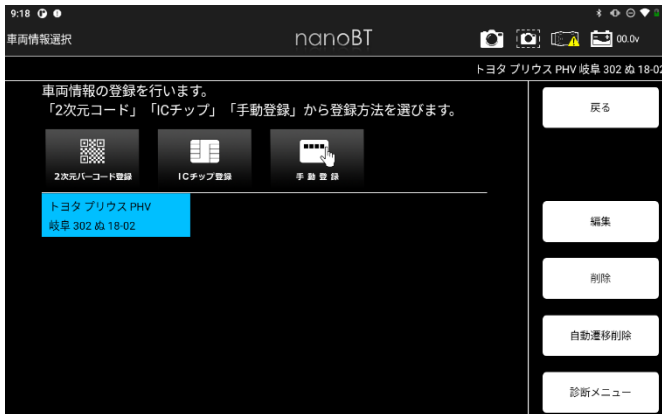 9:18
車両情報選択
nanoBT
00.0v
トヨタ プリウス PHV 岐阜 302 ぬ 18-02
車両情報の登録を行います。
「2次元コード」「ICチップ」「手動登録」から登録方法を選びます。
2次元バーコード登録
ICチップ登録
手動登録
トヨタ プリウス PHV
岐阜 302 ぬ 18-02
戻る
編集
削除
自動遷移削除
診断メニュー